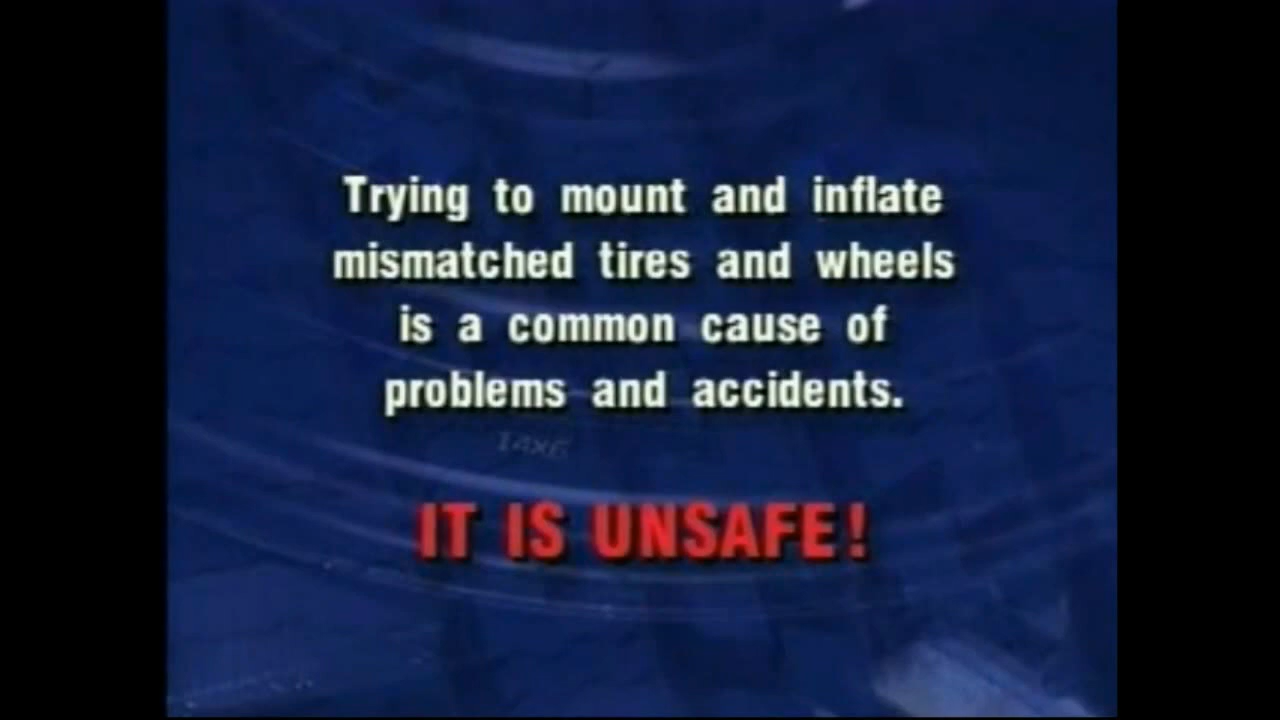 Trying to mount and inflate
mismatched tires and wheels
is a common cause of
problems and accidents.
14X6
IT IS UNSAFE!